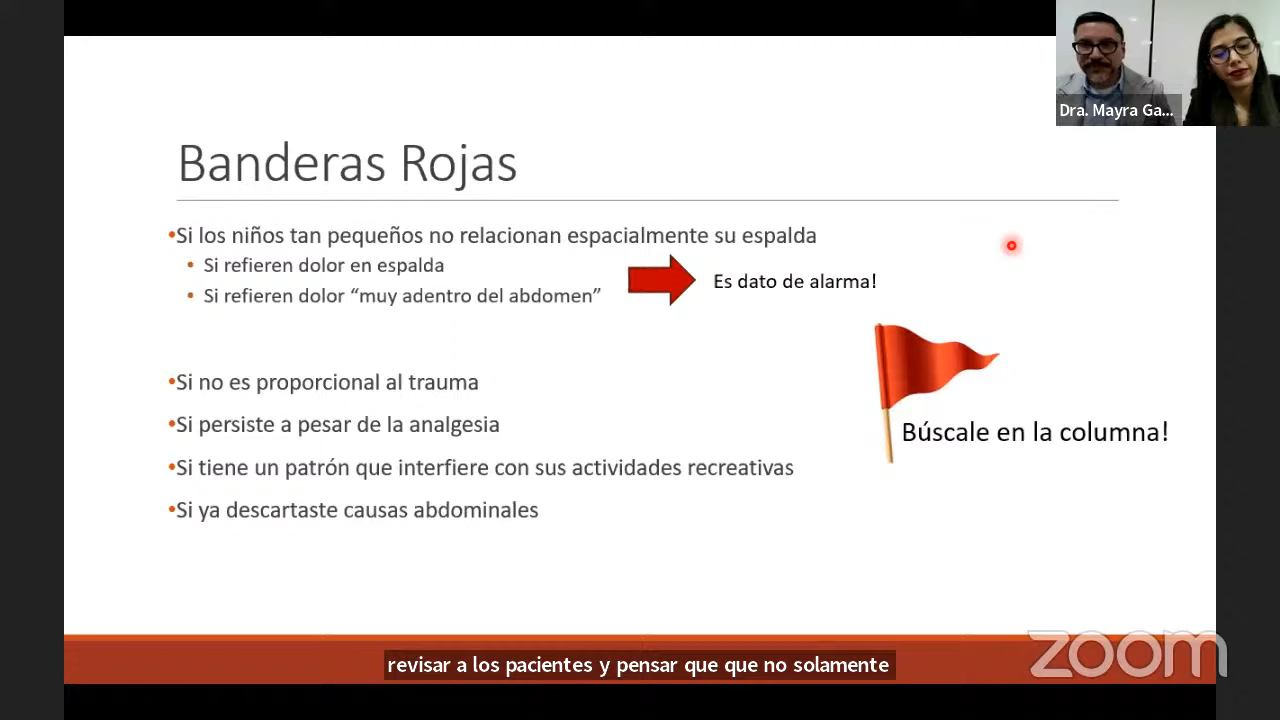 Dra. Mayra Ga...
Banderas Rojas
•Si los niños tan pequeños no relacionan espacialmente su espalda
• Si refieren dolor en espalda
• Si refieren dolor “muy adentro del abdomen”
Es dato de alarma!
•Si no es proporcional al trauma
•Si persiste a pesar de la analgesia
Búscale en la columna!
•Si tiene un patrón que interfiere con sus actividades recreativas
•Si ya descartaste causas abdominales
revisar a los pacientes y pensar que que no solamente
zoom